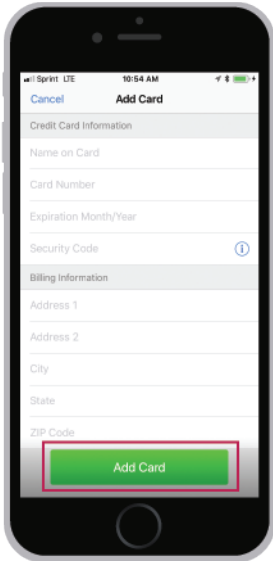 Sprint LTE 10:54 AM
Cancel Add Card
Credit Card Information
Name on Card
Card Number
Expiration Month/Year
Security Code
Billing Information
Address 1
Address 2
City
State
ZIP Code
Add Card